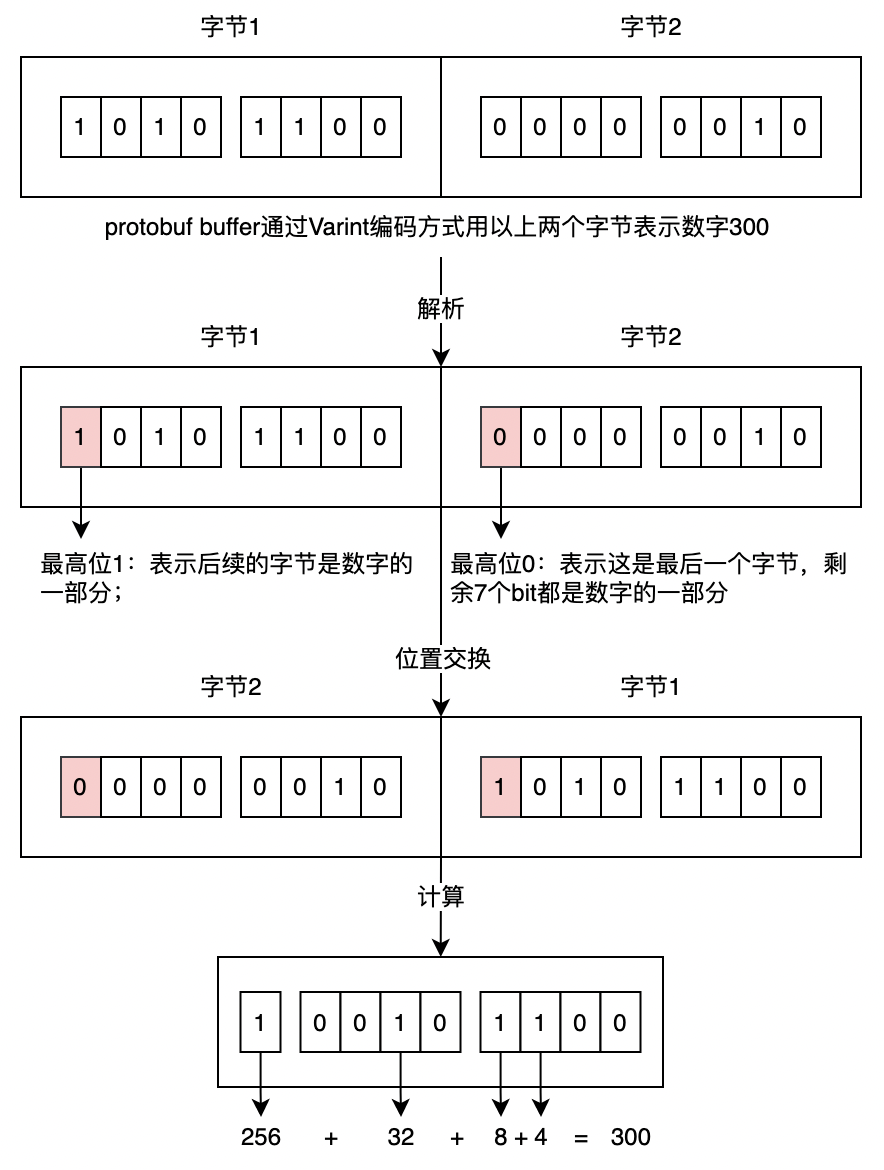 字节1 字节2
1 0 1 0 1 1 0 0 0 0 0 0 0 0 1 0
protobuf buffer通过Varint编码方式用以上两个字节表示数字300
解析
字节1 字节2
1 0 1 0 1 1 0 0 0 0 0 0 0 0 1 0
最高位1：表示后续的字节是数字的
一部分；
最高位0：表示这是最后一个字节，剩
余7个bit都是数字的一部分
位置交换
字节2 字节1
0 0 0 0 0 0 1 0 1 0 1 0 1 1 0 0
计算
1 0 0 1 0 1 1 0 0
256 + 32 + 8 + 4 = 300